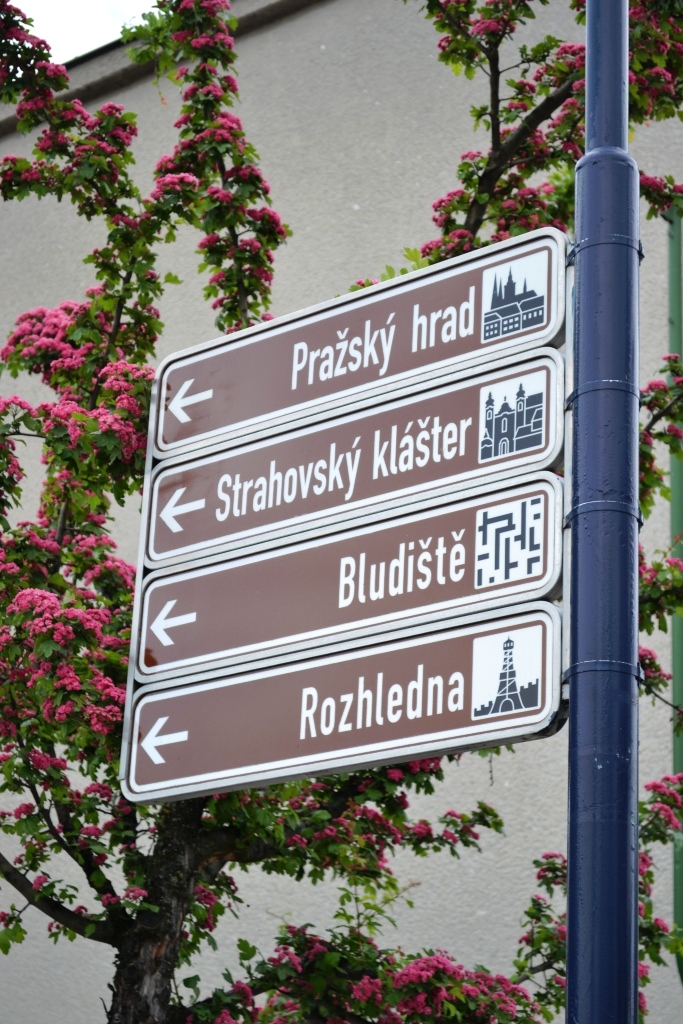 Pražský hrad
Strahovský klášter
Bludiště
Rozhledna